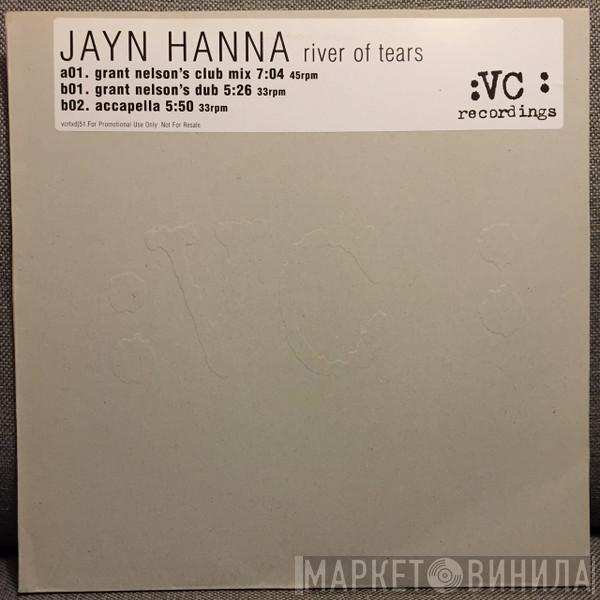 JAYN HANNA river of tears
a01. grant nelson's club mix 7:04 45rpm
b01. grant nelson's dub 5:26 33rpm
b02. accapella 5:50 33rpm
vcrtxdj51.For Promotional Use Only. Not For Resale.
:VC :
recordings
:VC :
МАРКЕТ ВИНИЛА